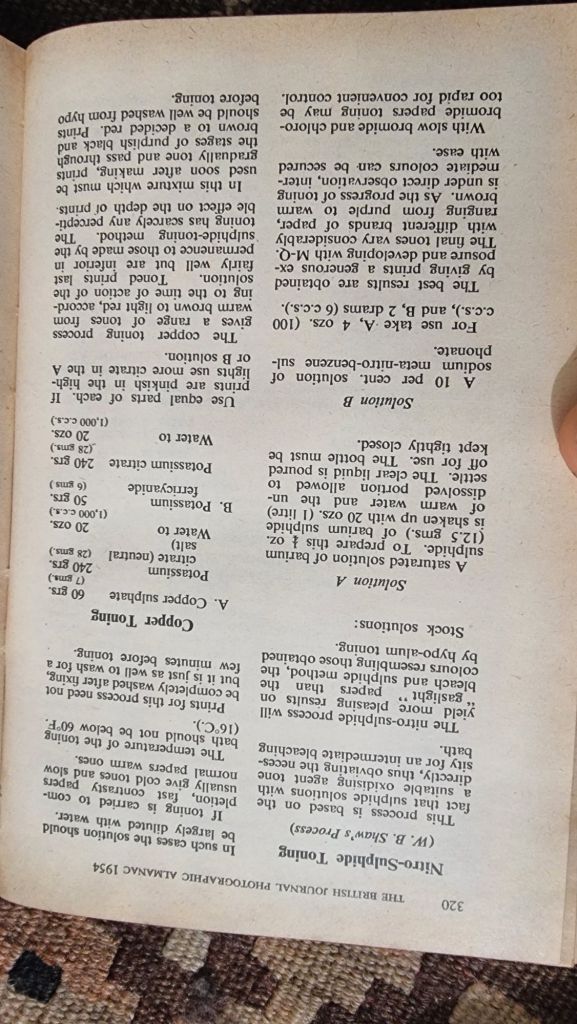 320
THE BRITISH JOURNAL PHOTOGRAPHIC ALMANAC 1954
Nitro-Sulphide Toning
(W. B. Shaw's Process)
This process is based on the
fact that sulphide solutions with
a suitable oxidising agent tone
directly, thus obviating the neces-
sity for an intermediate bleaching
bath.
The nitro-sulphide process will
yield more pleasing results on
“gaslight” papers than the
bleach and sulphide method, the
colours resembling those obtained
by hypo-alum toning.
Stock solutions:
Solution A
A saturated solution of barium
sulphide. To prepare this ¾ oz.
(12.5 gms.) of barium sulphide
is shaken up with 20 ozs. (1 litre)
of warm water and the un-
dissolved portion allowed to
settle. The clear liquid is poured
off for use. The bottle must be
kept tightly closed.
Solution B
A 10 per cent. solution of
sodium meta-nitro-benzene sul-
phonate.
For use take A, 4 ozs. (100
c.c.s.), and B, 2 drams (6 c.c.s.).
The best results are obtained
by giving prints a generous ex-
posure and developing with M-Q.
The final tones vary considerably
with different brands of paper,
ranging from purple to warm
brown. As the progress of toning
is under direct observation, inter-
mediate colours can be secured
with ease.
With slow bromide and chloro-
bromide papers toning may be
too rapid for convenient control.
In such cases the solution should
be largely diluted with water.
If toning is carried to com-
pletion, fast contrasty papers
usually give cold tones and slow
normal papers warm ones.
The temperature of the toning
bath should not be below 60°F.
(16°C.).
Prints for this process need not
be completely washed after fixing,
but it is just as well to wash for a
few minutes before toning.
Copper Toning
A. Copper sulphate 60 grs.
(7 gms.)
Potassium
citrate (neutral 240 grs.
salt) (28 gms.)
Water to 20 ozs.
(1,000 c.c.s.)
B. Potassium 50 grs.
ferricyanide (6 gms)
Potassium citrate 240 grs.
(28 gms.)
Water to 20 ozs.
(1,000 c.c.s.)
Use equal parts of each. If
prints are pinkish in the high-
lights use more citrate in the A
or B solution.
The copper toning process
gives a range of tones from
warm brown to light red, accord-
ing to the time of action of the
solution. Toned prints last
fairly well but are inferior in
permanence to those made by the
sulphide-toning method. The
toning has scarcely any percepti-
ble effect on the depth of prints.
In this mixture which must be
used soon after making, prints
gradually tone and pass through
the stages of purplish black and
brown to a decided red. Prints
should be well washed from hypo
before toning.